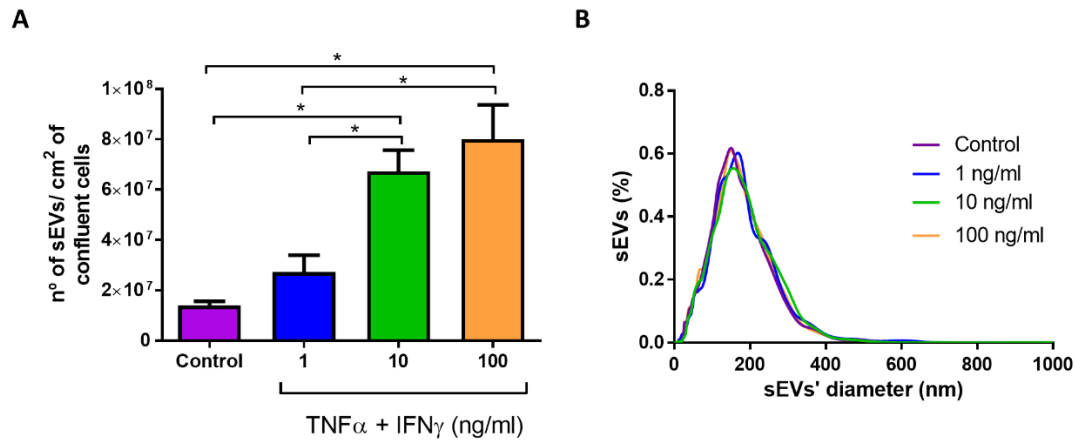 A
B
*
*
*
*
nº of sEVs/ cm² of
confluent cells
1×10⁸
8×10⁷
6×10⁷
4×10⁷
2×10⁷
0
Control
1
10
100
TNFα + IFNγ (ng/ml)
sEVs (%)
0.8
0.6
0.4
0.2
0.0
0
200
400
600
800
1000
sEVs' diameter (nm)
Control
1 ng/ml
10 ng/ml
100 ng/ml